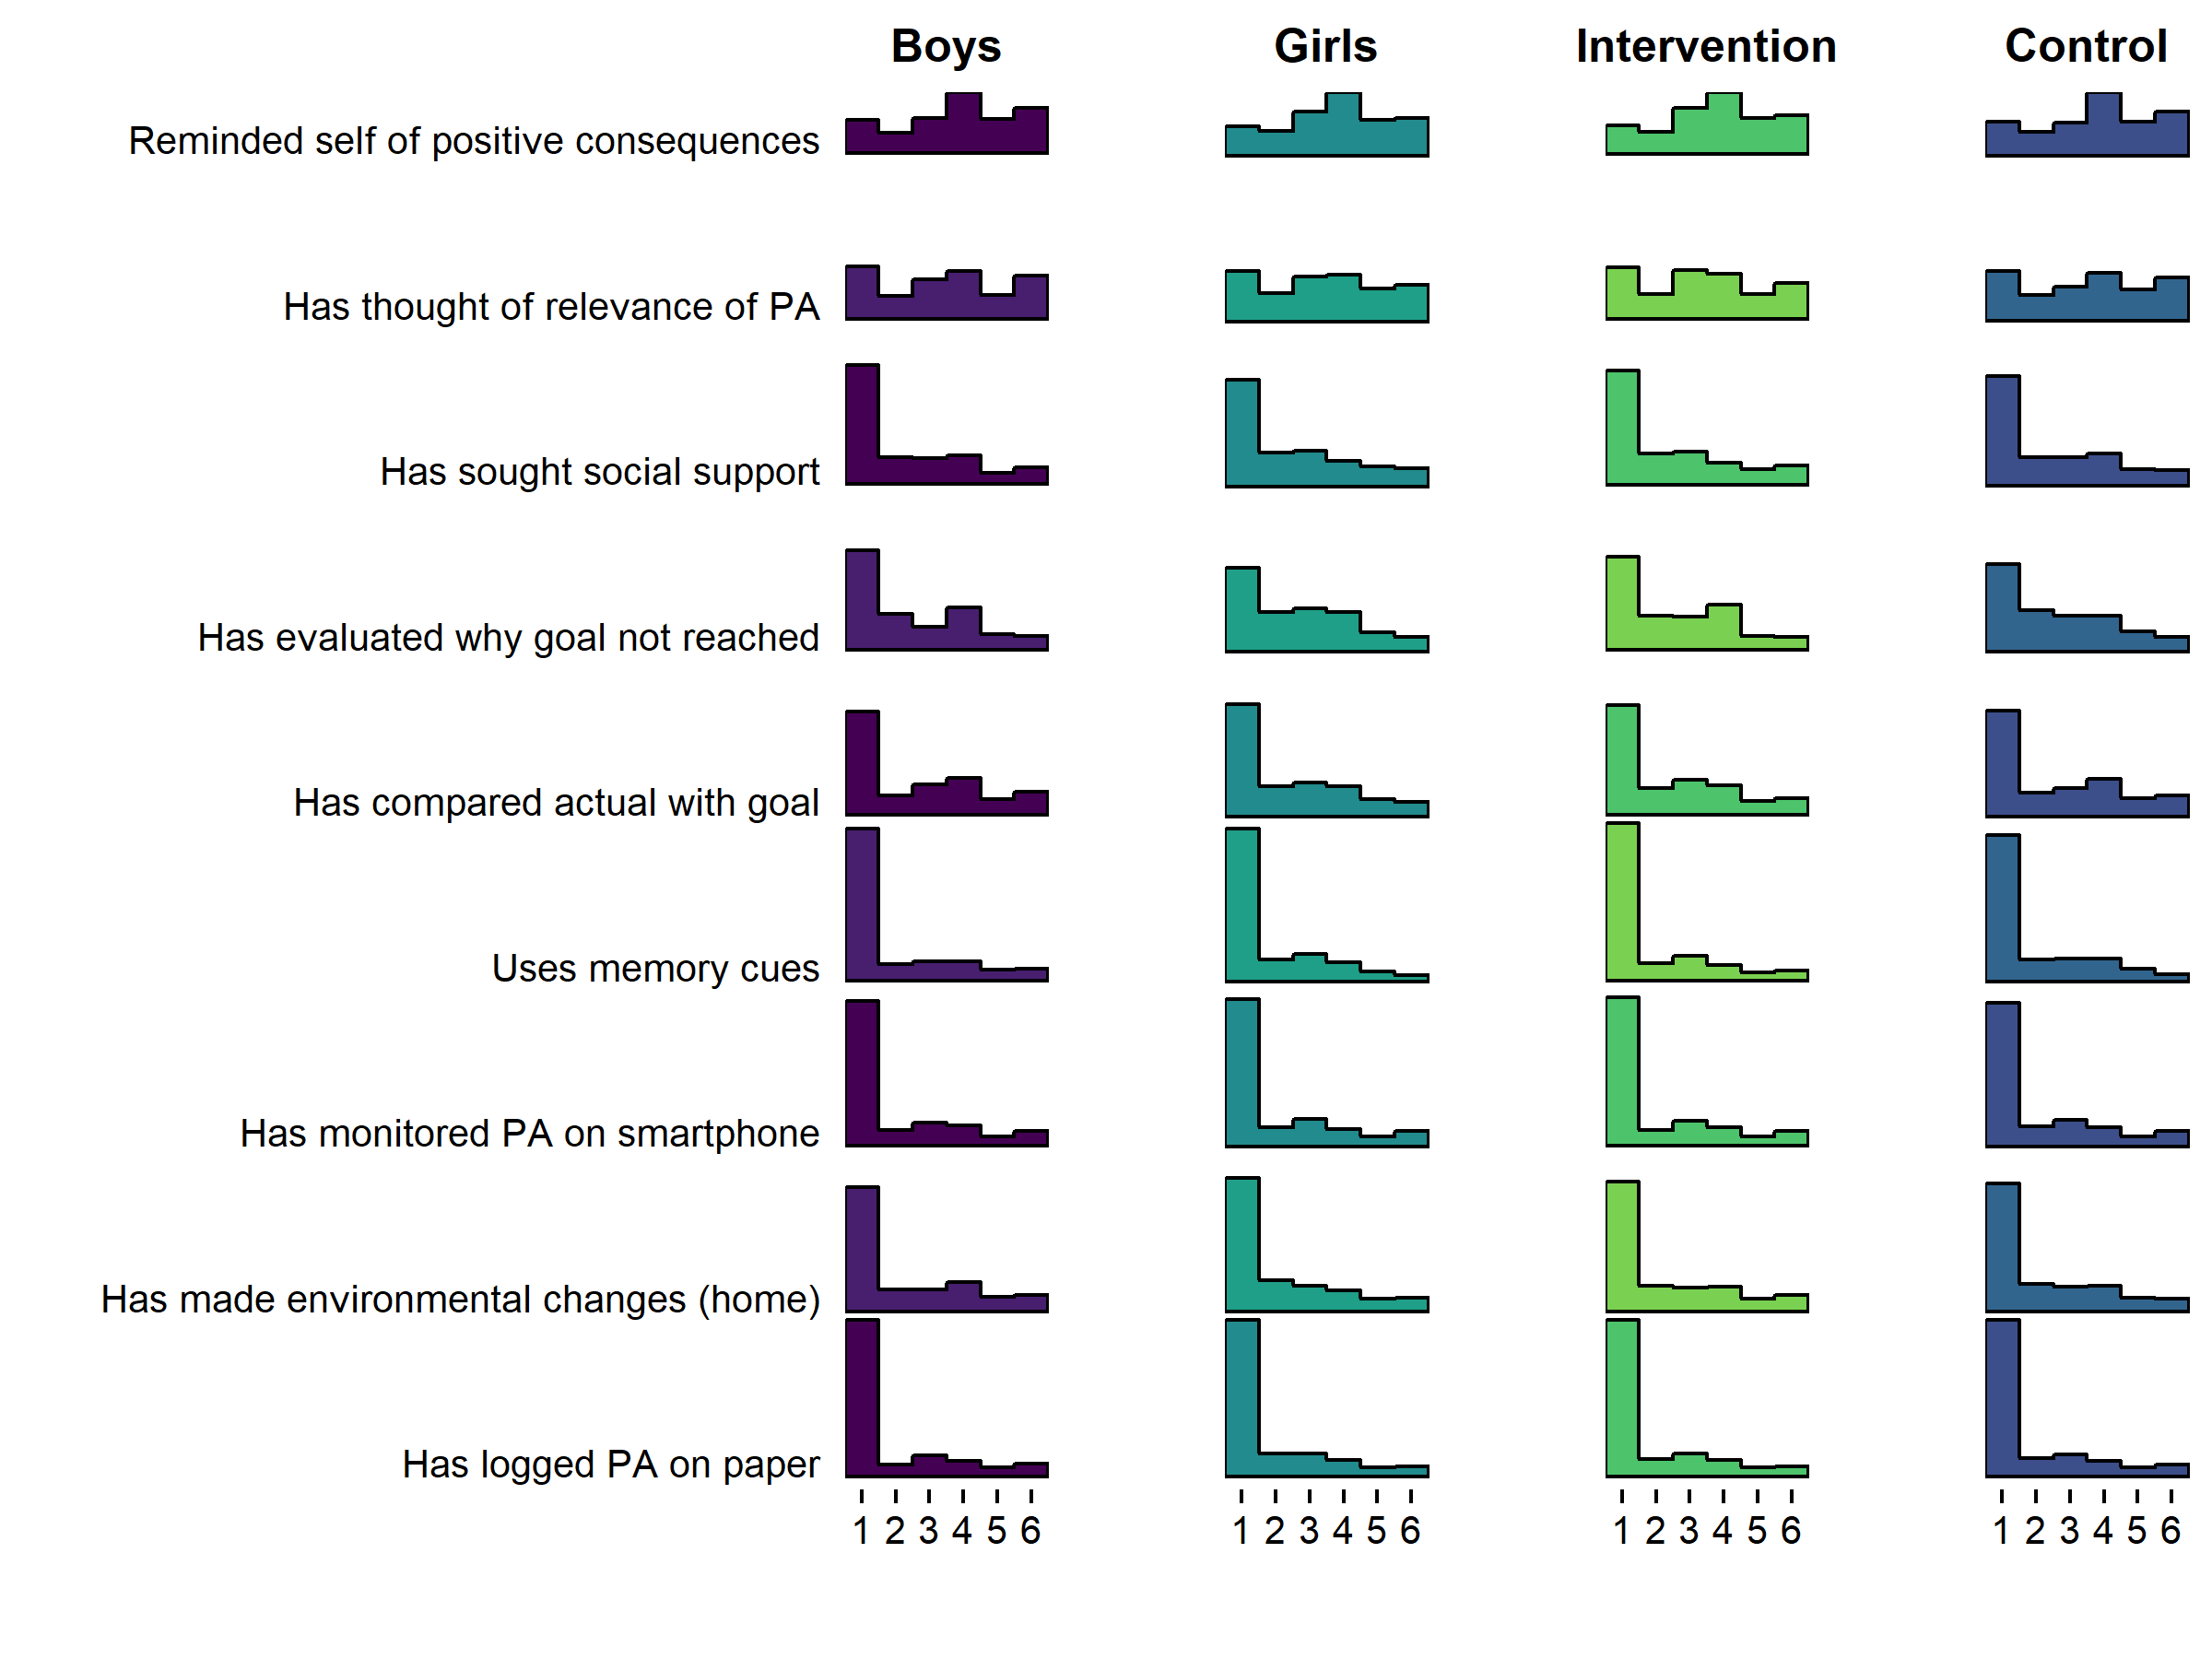 Boys Girls Intervention Control
Reminded self of positive consequences
Has thought of relevance of PA
Has sought social support
Has evaluated why goal not reached
Has compared actual with goal
Uses memory cues
Has monitored PA on smartphone
Has made environmental changes (home)
Has logged PA on paper
1 2 3 4 5 6 1 2 3 4 5 6 1 2 3 4 5 6 1 2 3 4 5 6